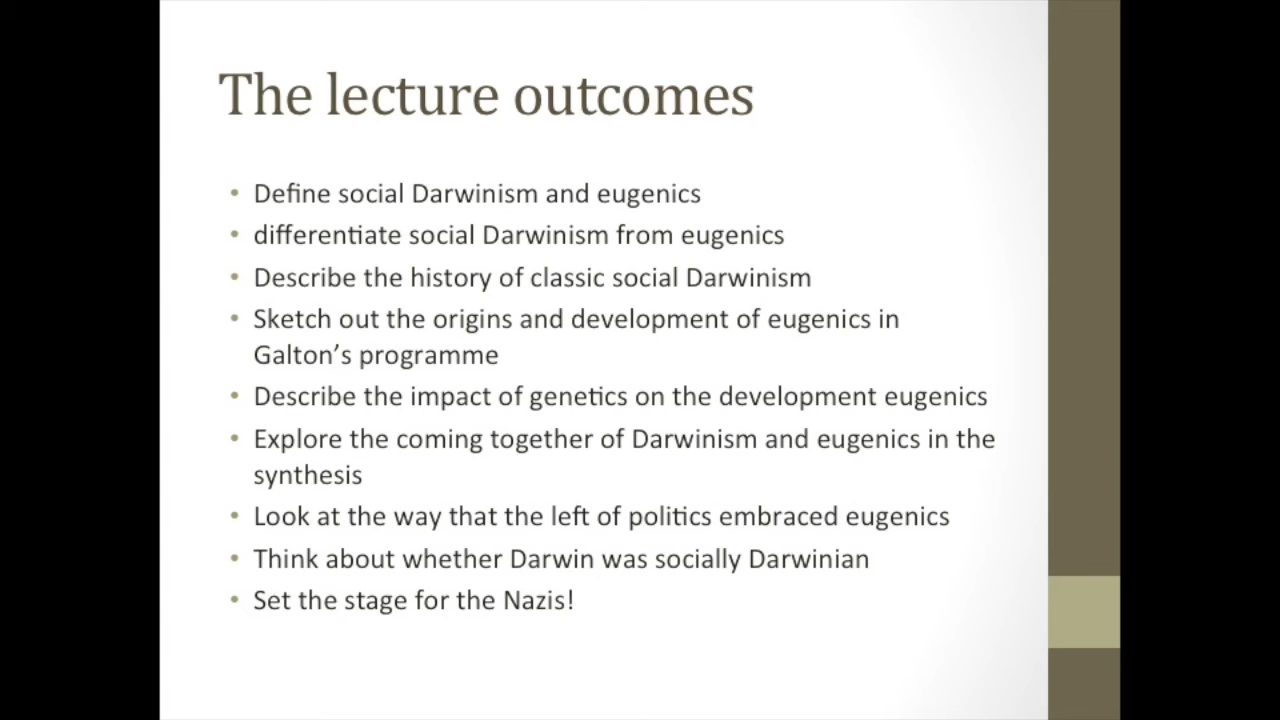 The lecture outcomes
• Define social Darwinism and eugenics
• differentiate social Darwinism from eugenics
• Describe the history of classic social Darwinism
• Sketch out the origins and development of eugenics in
Galton’s programme
• Describe the impact of genetics on the development eugenics
• Explore the coming together of Darwinism and eugenics in the
synthesis
• Look at the way that the left of politics embraced eugenics
• Think about whether Darwin was socially Darwinian
• Set the stage for the Nazis!